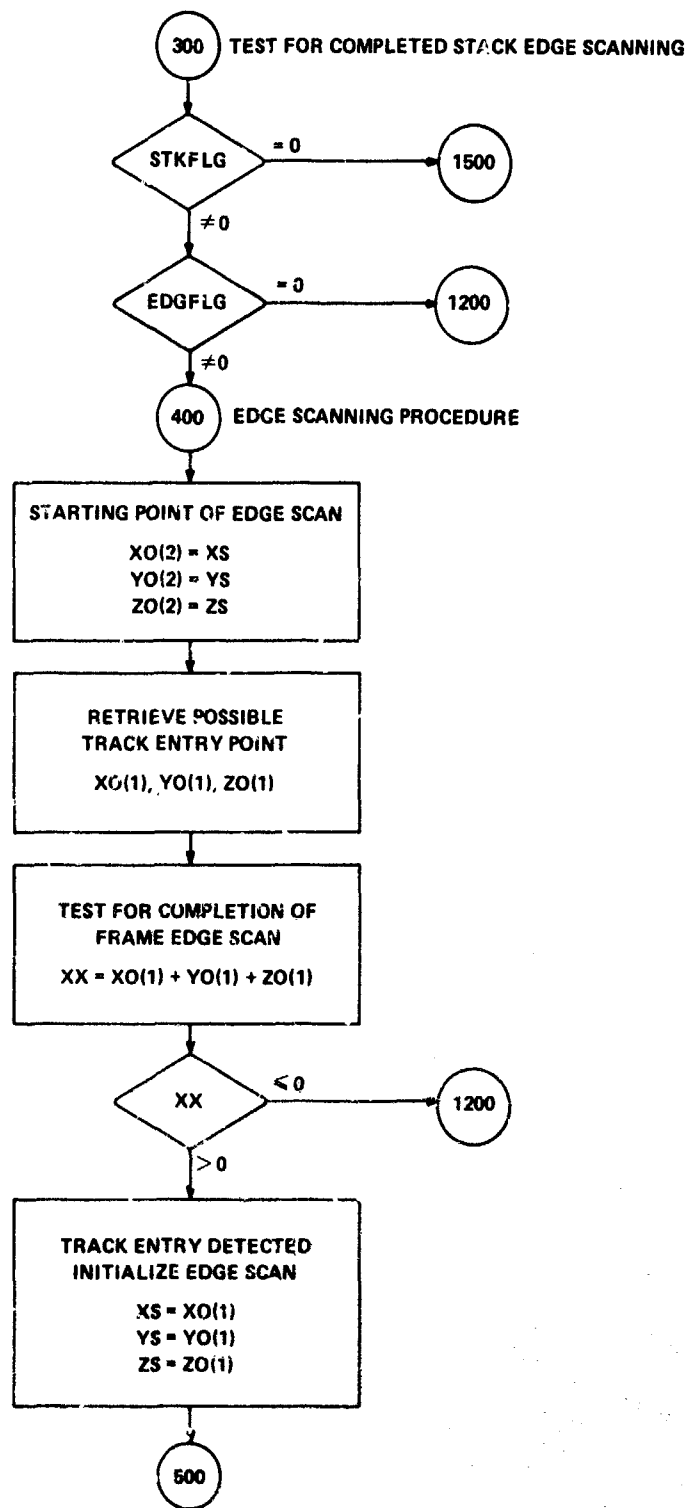 300 TEST FOR COMPLETED STACK EDGE SCANNING
STKFLG
= 0
1500
≠0
EDGFLG
= 0
1200
≠0
400 EDGE SCANNING PROCEDURE
STARTING POINT OF EDGE SCAN
XO(2) = XS
YO(2) = YS
ZO(2) = ZS
RETRIEVE POSSIBLE
TRACK ENTRY POINT
XO(1), YO(1), ZO(1)
TEST FOR COMPLETION OF
FRAME EDGE SCAN
XX = XO(1) + YO(1) + ZO(1)
XX
≤ 0
1200
> 0
TRACK ENTRY DETECTED
INITIALIZE EDGE SCAN
XS = XO(1)
YS = YO(1)
ZS = ZO(1)
500